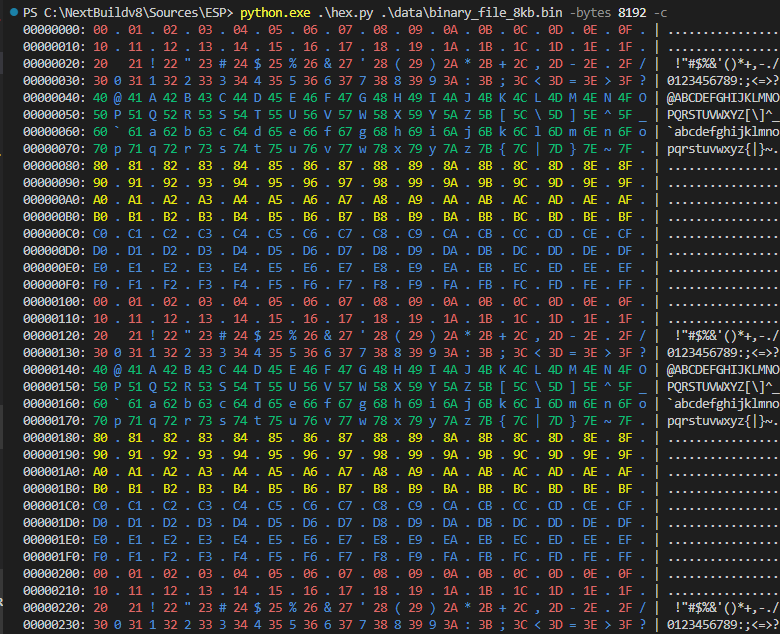 PS C:\NextBuildv8\Sources\ESP> python.exe .\hex.py .\data\binary_file_8kb.bin -bytes 8192 -c
00000000: 00 . 01 . 02 . 03 . 04 . 05 . 06 . 07 . 08 . 09 . 0A . 0B . 0C . 0D . 0E . 0F . | ................
00000010: 10 . 11 . 12 . 13 . 14 . 15 . 16 . 17 . 18 . 19 . 1A . 1B . 1C . 1D . 1E . 1F . | ................
00000020: 20   21 ! 22 " 23 # 24 $ 25 % 26 & 27 ' 28 ( 29 ) 2A * 2B + 2C , 2D - 2E . 2F / |  !"#$%&'()*+,-./
00000030: 30 0 31 1 32 2 33 3 34 4 35 5 36 6 37 7 38 8 39 9 3A : 3B ; 3C < 3D = 3E > 3F ? | 0123456789:;<=>?
00000040: 40 @ 41 A 42 B 43 C 44 D 45 E 46 F 47 G 48 H 49 I 4A J 4B K 4C L 4D M 4E N 4F O | @ABCDEFGHIJKLMNO
00000050: 50 P 51 Q 52 R 53 S 54 T 55 U 56 V 57 W 58 X 59 Y 5A Z 5B [ 5C \ 5D ] 5E ^ 5F _ | PQRSTUVWXYZ[\]^_
00000060: 60 ` 61 a 62 b 63 c 64 d 65 e 66 f 67 g 68 h 69 i 6A j 6B k 6C l 6D m 6E n 6F o | `abcdefghijklmno
00000070: 70 p 71 q 72 r 73 s 74 t 75 u 76 v 77 w 78 x 79 y 7A z 7B { 7C | 7D } 7E ~ 7F . | pqrstuvwxyz{|}~.
00000080: 80 . 81 . 82 . 83 . 84 . 85 . 86 . 87 . 88 . 89 . 8A . 8B . 8C . 8D . 8E . 8F . | ................
00000090: 90 . 91 . 92 . 93 . 94 . 95 . 96 . 97 . 98 . 99 . 9A . 9B . 9C . 9D . 9E . 9F . | ................
000000A0: A0 . A1 . A2 . A3 . A4 . A5 . A6 . A7 . A8 . A9 . AA . AB . AC . AD . AE . AF . | ................
000000B0: B0 . B1 . B2 . B3 . B4 . B5 . B6 . B7 . B8 . B9 . BA . BB . BC . BD . BE . BF . | ................
000000C0: C0 . C1 . C2 . C3 . C4 . C5 . C6 . C7 . C8 . C9 . CA . CB . CC . CD . CE . CF . | ................
000000D0: D0 . D1 . D2 . D3 . D4 . D5 . D6 . D7 . D8 . D9 . DA . DB . DC . DD . DE . DF . | ................
000000E0: E0 . E1 . E2 . E3 . E4 . E5 . E6 . E7 . E8 . E9 . EA . EB . EC . ED . EE . EF . | ................
000000F0: F0 . F1 . F2 . F3 . F4 . F5 . F6 . F7 . F8 . F9 . FA . FB . FC . FD . FE . FF . | ................
00000100: 00 . 01 . 02 . 03 . 04 . 05 . 06 . 07 . 08 . 09 . 0A . 0B . 0C . 0D . 0E . 0F . | ................
00000110: 10 . 11 . 12 . 13 . 14 . 15 . 16 . 17 . 18 . 19 . 1A . 1B . 1C . 1D . 1E . 1F . | ................
00000120: 20   21 ! 22 " 23 # 24 $ 25 % 26 & 27 ' 28 ( 29 ) 2A * 2B + 2C , 2D - 2E . 2F / |  !"#$%&'()*+,-./
00000130: 30 0 31 1 32 2 33 3 34 4 35 5 36 6 37 7 38 8 39 9 3A : 3B ; 3C < 3D = 3E > 3F ? | 0123456789:;<=>?
00000140: 40 @ 41 A 42 B 43 C 44 D 45 E 46 F 47 G 48 H 49 I 4A J 4B K 4C L 4D M 4E N 4F O | @ABCDEFGHIJKLMNO
00000150: 50 P 51 Q 52 R 53 S 54 T 55 U 56 V 57 W 58 X 59 Y 5A Z 5B [ 5C \ 5D ] 5E ^ 5F _ | PQRSTUVWXYZ[\]^_
00000160: 60 ` 61 a 62 b 63 c 64 d 65 e 66 f 67 g 68 h 69 i 6A j 6B k 6C l 6D m 6E n 6F o | `abcdefghijklmno
00000170: 70 p 71 q 72 r 73 s 74 t 75 u 76 v 77 w 78 x 79 y 7A z 7B { 7C | 7D } 7E ~ 7F . | pqrstuvwxyz{|}~.
00000180: 80 . 81 . 82 . 83 . 84 . 85 . 86 . 87 . 88 . 89 . 8A . 8B . 8C . 8D . 8E . 8F . | ................
00000190: 90 . 91 . 92 . 93 . 94 . 95 . 96 . 97 . 98 . 99 . 9A . 9B . 9C . 9D . 9E . 9F . | ................
000001A0: A0 . A1 . A2 . A3 . A4 . A5 . A6 . A7 . A8 . A9 . AA . AB . AC . AD . AE . AF . | ................
000001B0: B0 . B1 . B2 . B3 . B4 . B5 . B6 . B7 . B8 . B9 . BA . BB . BC . BD . BE . BF . | ................
000001C0: C0 . C1 . C2 . C3 . C4 . C5 . C6 . C7 . C8 . C9 . CA . CB . CC . CD . CE . CF . | ................
000001D0: D0 . D1 . D2 . D3 . D4 . D5 . D6 . D7 . D8 . D9 . DA . DB . DC . DD . DE . DF . | ................
000001E0: E0 . E1 . E2 . E3 . E4 . E5 . E6 . E7 . E8 . E9 . EA . EB . EC . ED . EE . EF . | ................
000001F0: F0 . F1 . F2 . F3 . F4 . F5 . F6 . F7 . F8 . F9 . FA . FB . FC . FD . FE . FF . | ................
00000200: 00 . 01 . 02 . 03 . 04 . 05 . 06 . 07 . 08 . 09 . 0A . 0B . 0C . 0D . 0E . 0F . | ................
00000210: 10 . 11 . 12 . 13 . 14 . 15 . 16 . 17 . 18 . 19 . 1A . 1B . 1C . 1D . 1E . 1F . | ................
00000220: 20   21 ! 22 " 23 # 24 $ 25 % 26 & 27 ' 28 ( 29 ) 2A * 2B + 2C , 2D - 2E . 2F / |  !"#$%&'()*+,-./
00000230: 30 0 31 1 32 2 33 3 34 4 35 5 36 6 37 7 38 8 39 9 3A : 3B ; 3C < 3D = 3E > 3F ? | 0123456789:;<=>?